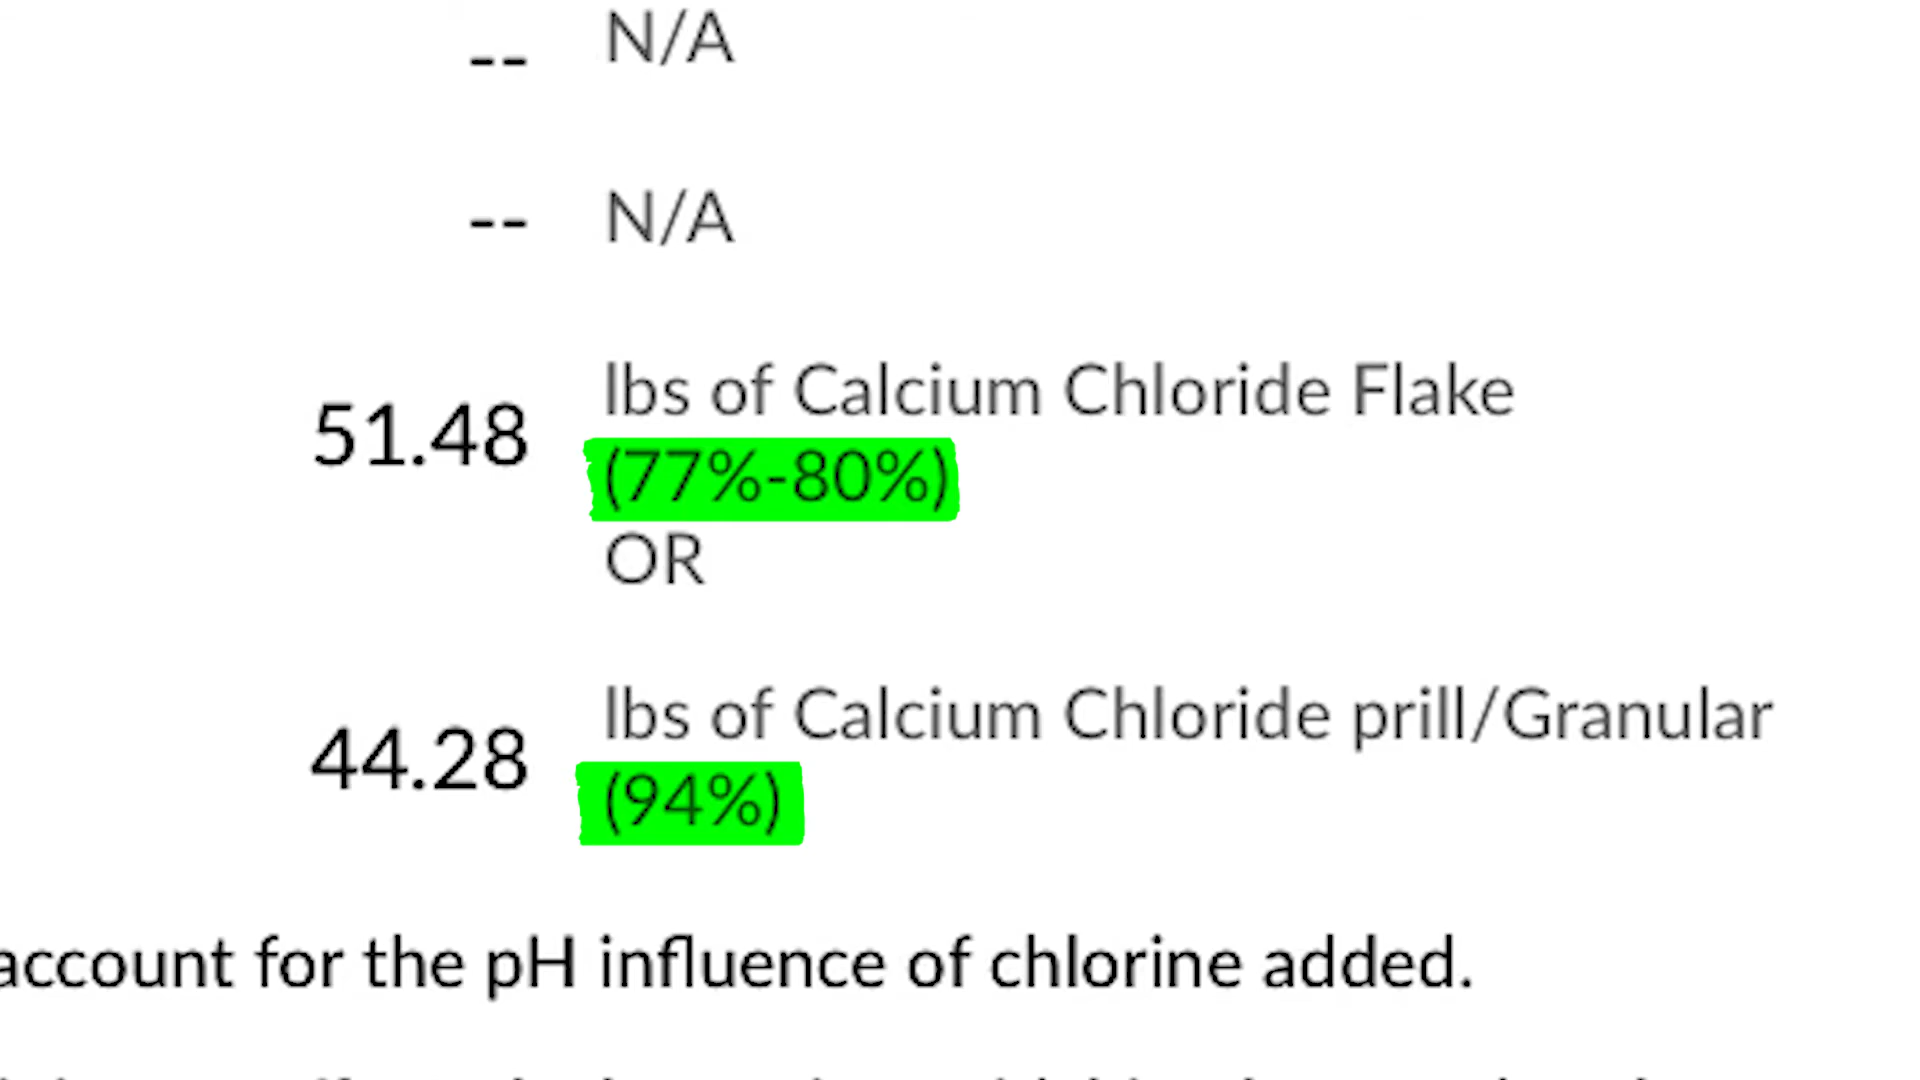 -- N/A
-- N/A
lbs of Calcium Chloride Flake
51.48
(77%-80%)
OR
lbs of Calcium Chloride prill/Granular
44.28
(94%)
account for the pH influence of chlorine added.